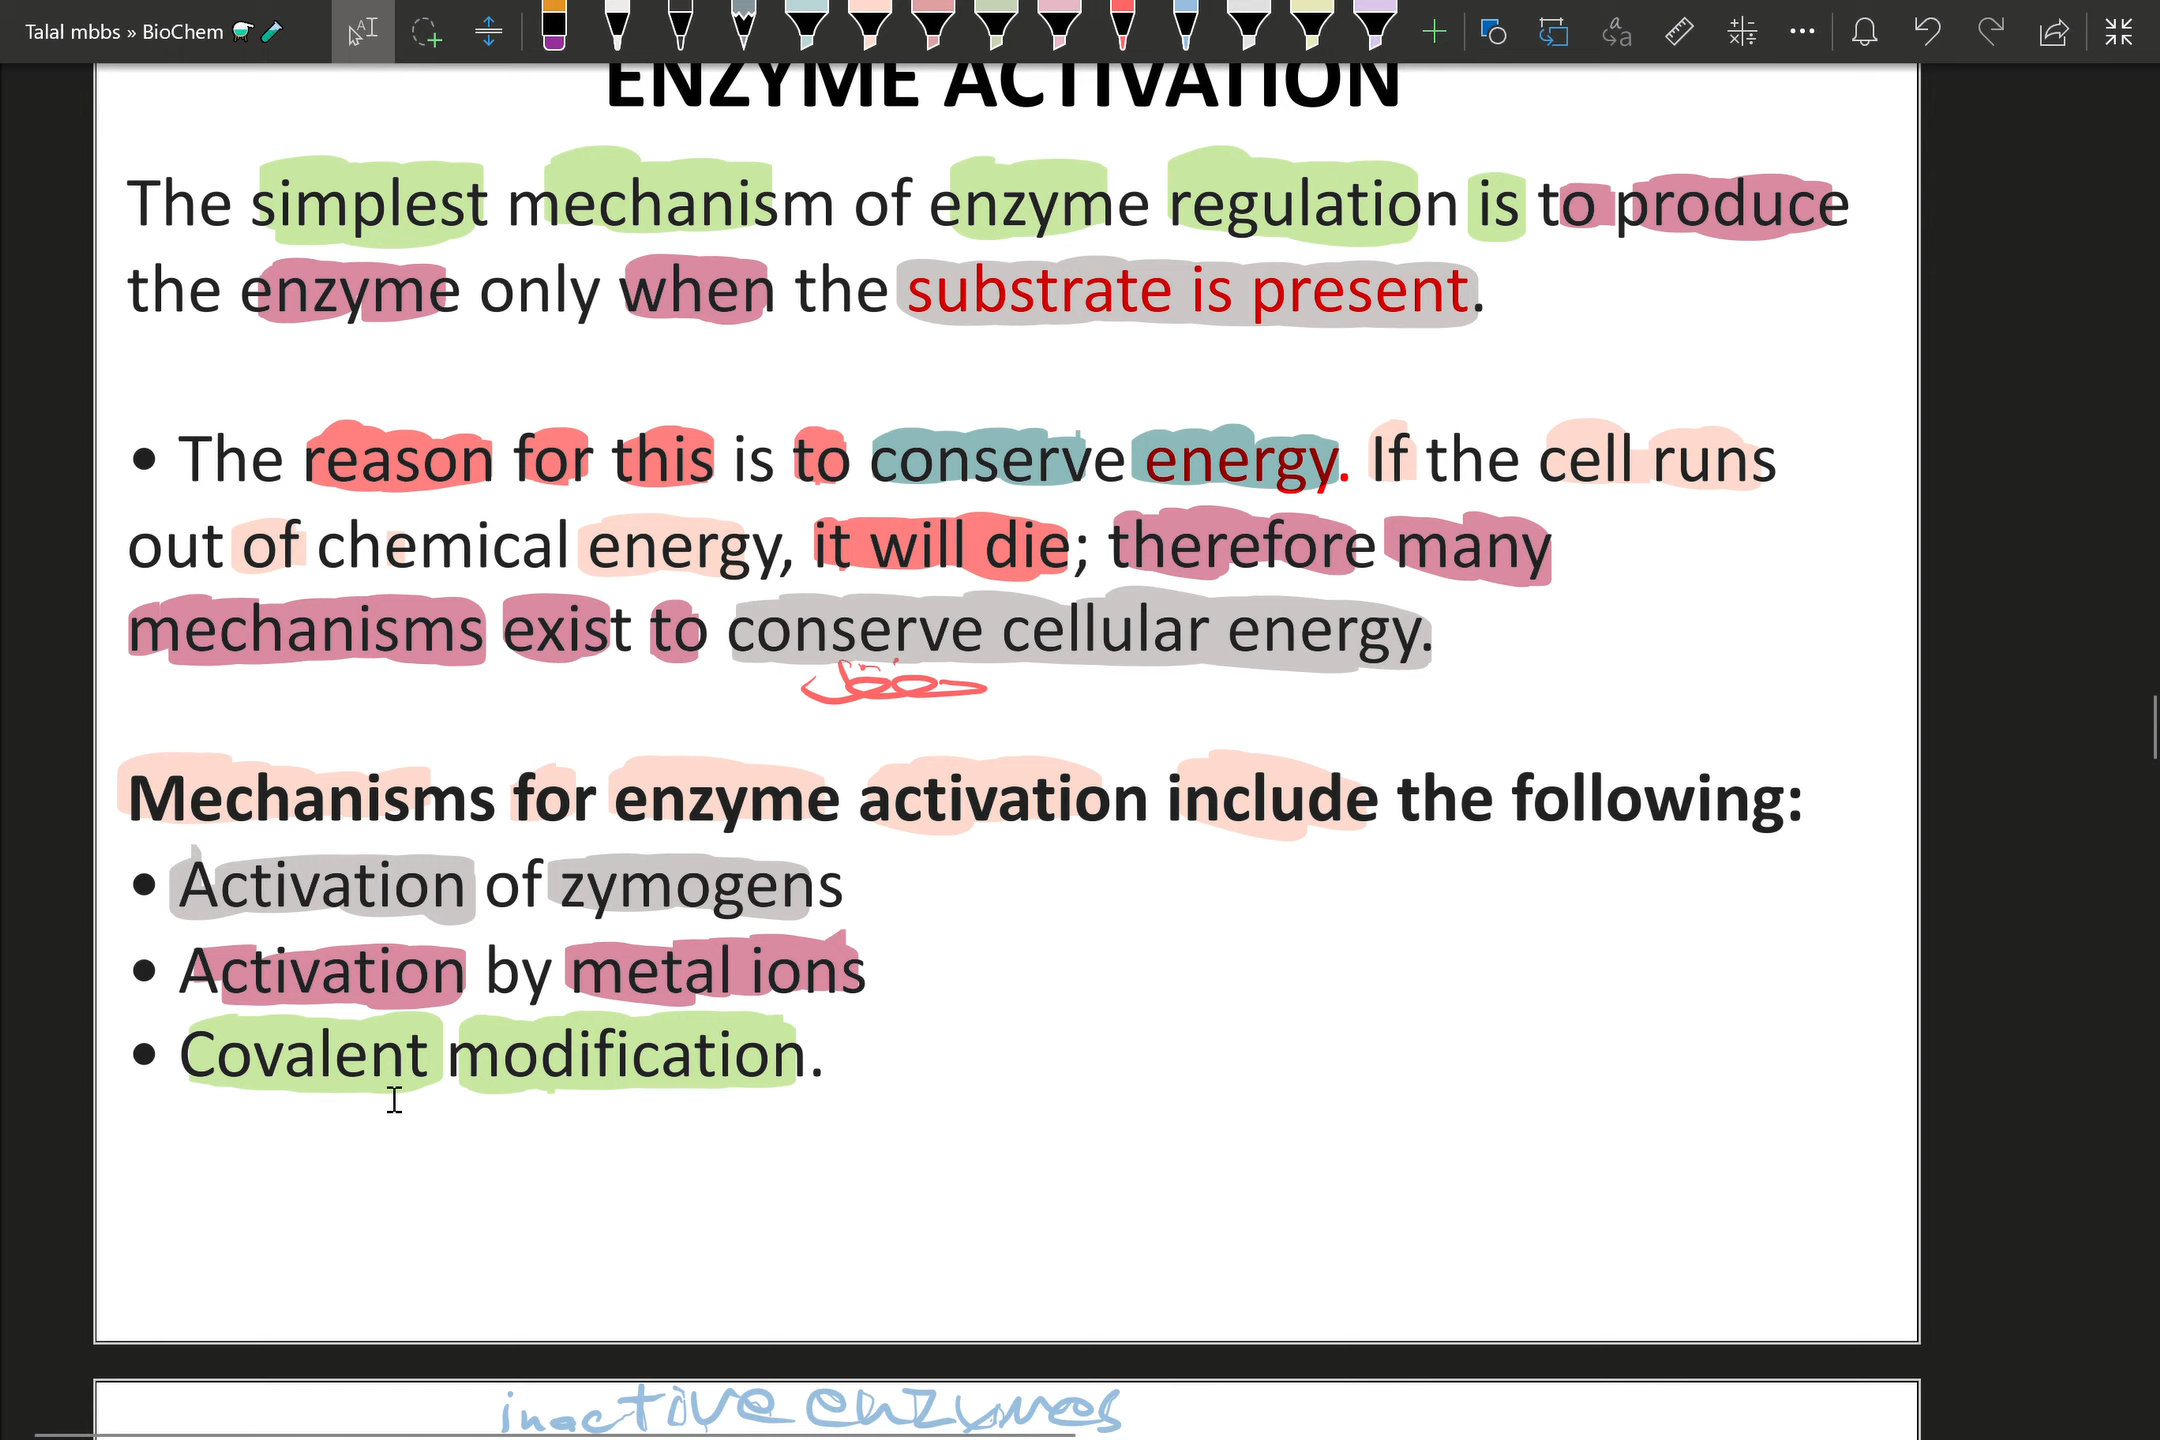 Talal mbbs » BioChem
ENZYME ACTIVATION
The simplest mechanism of enzyme regulation is to produce
the enzyme only when the substrate is present.
• The reason for this is to conserve energy. If the cell runs
out of chemical energy, it will die; therefore many
mechanisms exist to conserve cellular energy.
Mechanisms for enzyme activation include the following:
• Activation of zymogens
• Activation by metal ions
• Covalent modification.
inactive enzymes